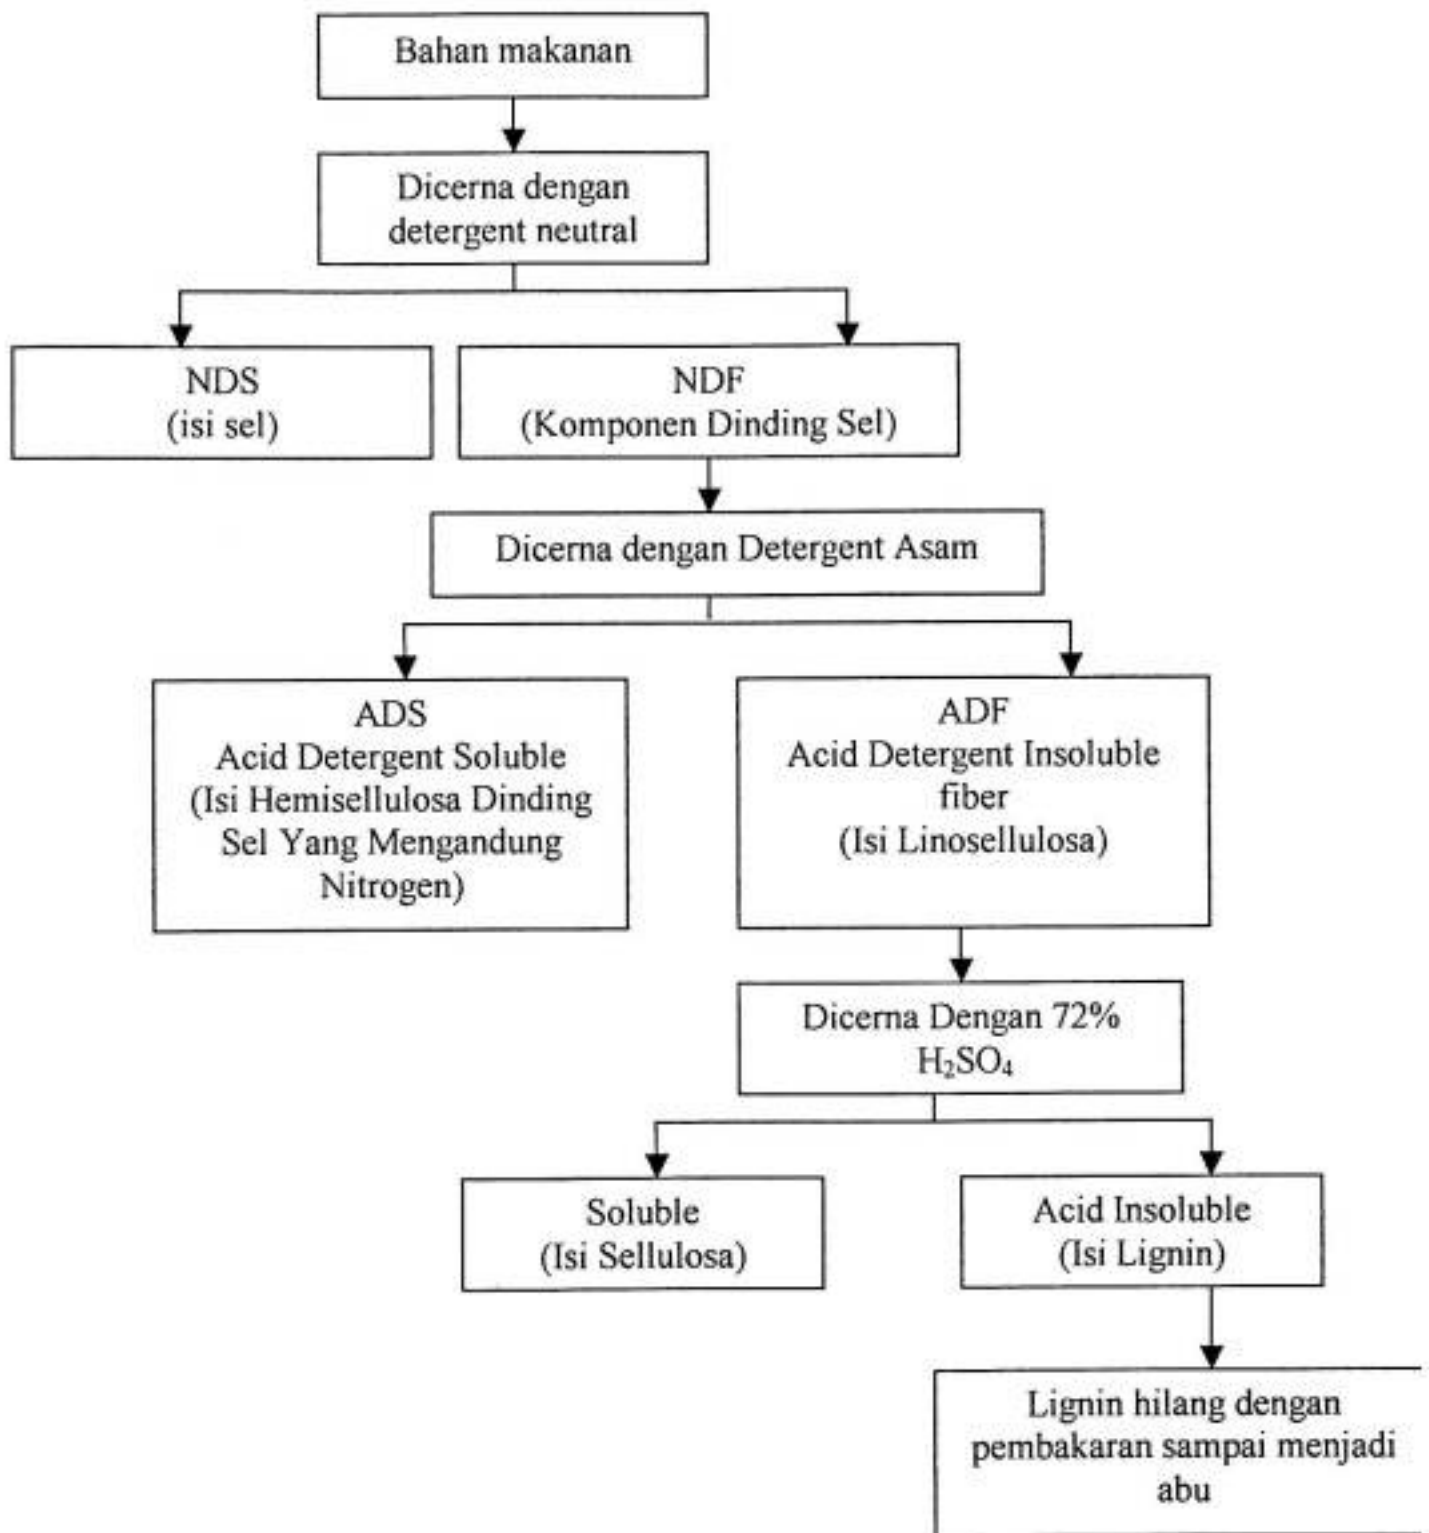 Bahan makanan
Dicerna dengan
detergent neutral
NDS
(isi sel)
NDF
(Komponen Dinding Sel)
Dicerna dengan Detergent Asam
ADS
Acid Detergent Soluble
(Isi Hemisellulosa Dinding
Sel Yang Mengandung
Nitrogen)
ADF
Acid Detergent Insoluble
fiber
(Isi Linosellulosa)
Dicerna Dengan 72%
H₂SO₄
Soluble
(Isi Sellulosa)
Acid Insoluble
(Isi Lignin)
Lignin hilang dengan
pembakaran sampai menjadi
abu